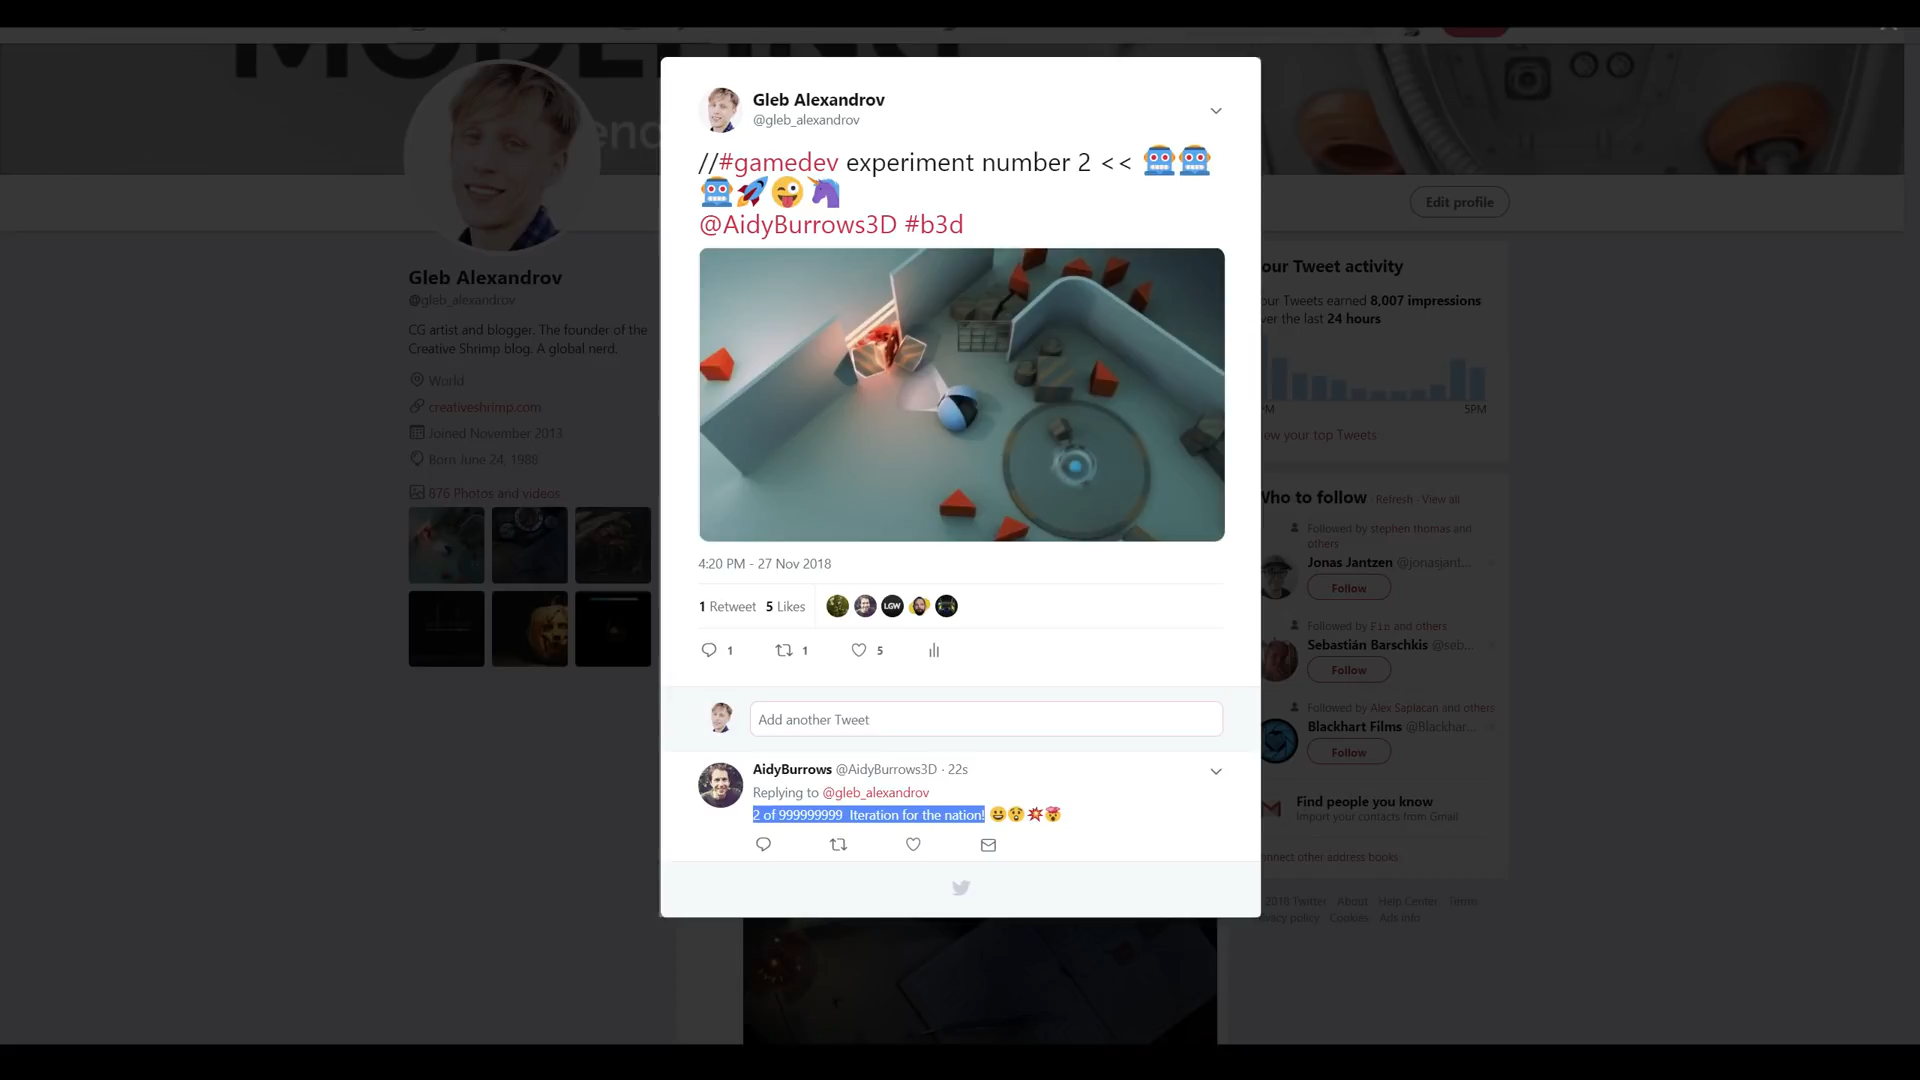 Gleb Alexandrov
@gleb_alexandrov
//#gamedev experiment number 2 << 🤖🤖
🤖🚀😜🦄
@AidyBurrows3D #b3d
4:20 PM - 27 Nov 2018
1 Retweet 5 Likes
LGW
1 1 5
Add another Tweet
AidyBurrows @AidyBurrows3D · 22s
Replying to @gleb_alexandrov
2 of 999999999 Iteration for the nation! 😀😲💥🤯
Gleb Alexandrov
@gleb_alexandrov
CG artist and blogger. The founder of the
Creative Shrimp blog. A global nerd.
World
creativeshrimp.com
Joined November 2013
Born June 24, 1988
876 Photos and videos
Edit profile
our Tweet activity
our Tweets earned 8,007 impressions
ver the last 24 hours
5PM
ew your top Tweets
Who to follow · Refresh · View all
Followed by stephen thomas and
others
Jonas Jantzen @jonasjant...
Follow
Followed by Fin and others
Sebastián Barschkis @seb...
Follow
Followed by Alex Saplacan and others
Blackhart Films @Blackhar...
Follow
Find people you know
Import your contacts from Gmail
onnect other address books
2018 Twitter About Help Center Terms
ivacy policy Cookies Ads info